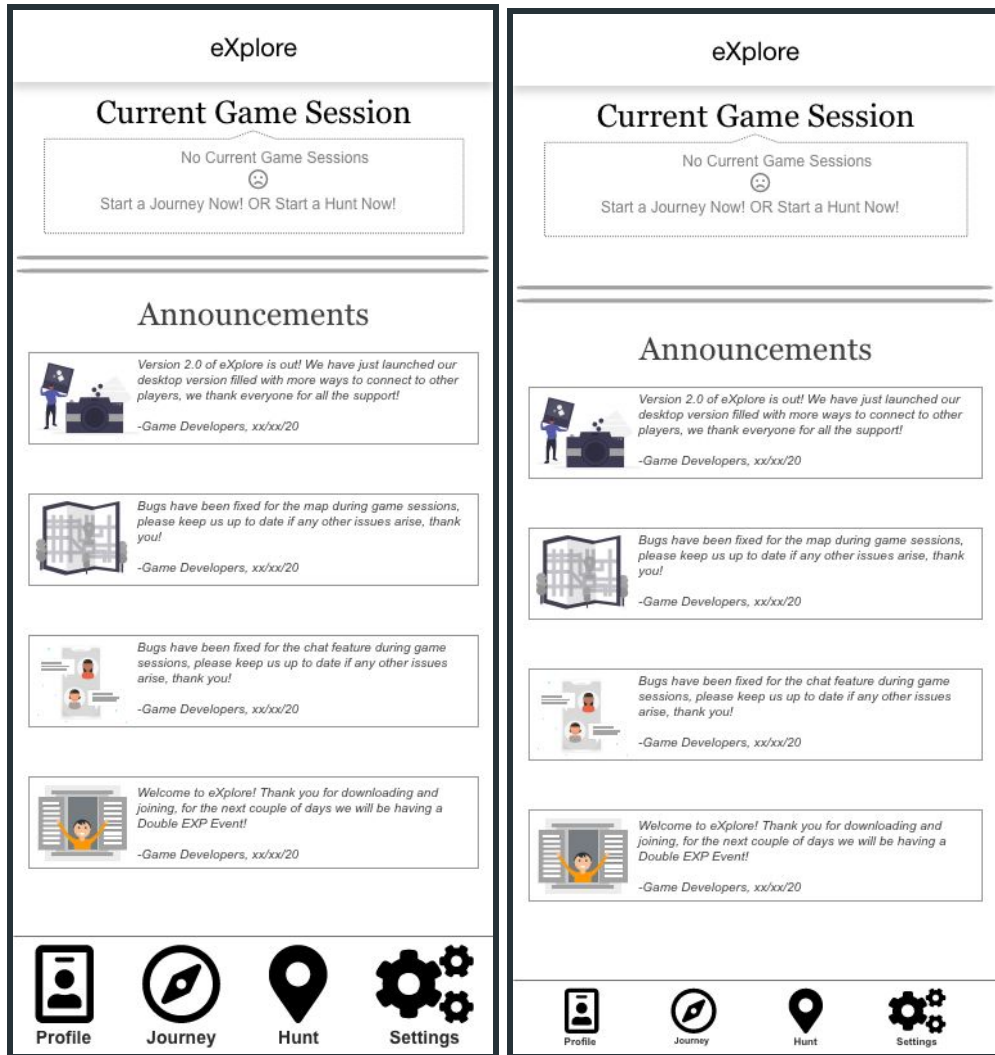 eXplore
Current Game Session
No Current Game Sessions
Start a Journey Now! OR Start a Hunt Now!
Announcements
Version 2.0 of eXplore is out! We have just launched our
desktop version filled with more ways to connect to other
players, we thank everyone for all the support!
-Game Developers, xx/xx/20
Bugs have been fixed for the map during game sessions,
please keep us up to date if any other issues arise, thank
you!
-Game Developers, xx/xx/20
Bugs have been fixed for the chat feature during game
sessions, please keep us up to date if any other issues
arise, thank you!
-Game Developers, xx/xx/20
Welcome to eXplore! Thank you for downloading and
joining, for the next couple of days we will be having a
Double EXP Event!
-Game Developers, xx/xx/20
Profile
Journey
Hunt
Settings
eXplore
Current Game Session
No Current Game Sessions
Start a Journey Now! OR Start a Hunt Now!
Announcements
Version 2.0 of eXplore is out! We have just launched our
desktop version filled with more ways to connect to other
players, we thank everyone for all the support!
-Game Developers, xx/xx/20
Bugs have been fixed for the map during game sessions,
please keep us up to date if any other issues arise, thank
you!
-Game Developers, xx/xx/20
Bugs have been fixed for the chat feature during game
sessions, please keep us up to date if any other issues
arise, thank you!
-Game Developers, xx/xx/20
Welcome to eXplore! Thank you for downloading and
joining, for the next couple of days we will be having a
Double EXP Event!
-Game Developers, xx/xx/20
Profile
Journey
Hunt
Settings